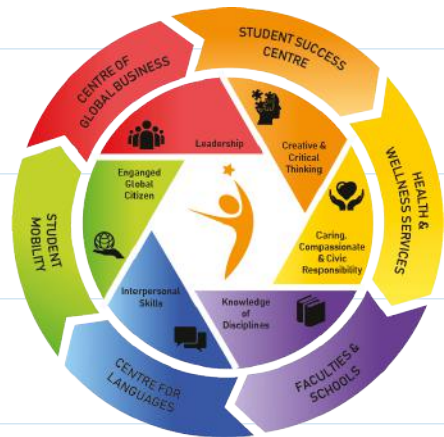 CENTRE OF
GLOBAL BUSINESS
STUDENT SUCCESS
CENTRE
HEALTH &
WELLNESS SERVICES
FACULTIES &
SCHOOLS
CENTRE FOR
LANGUAGES
STUDENT
MOBILITY
Leadership
Creative &
Critical
Thinking
Caring,
Compassionate
& Civic
Responsibility
Knowledge
of
Disciplines
Interpersonal
Skills
Enganged
Global
Citizen